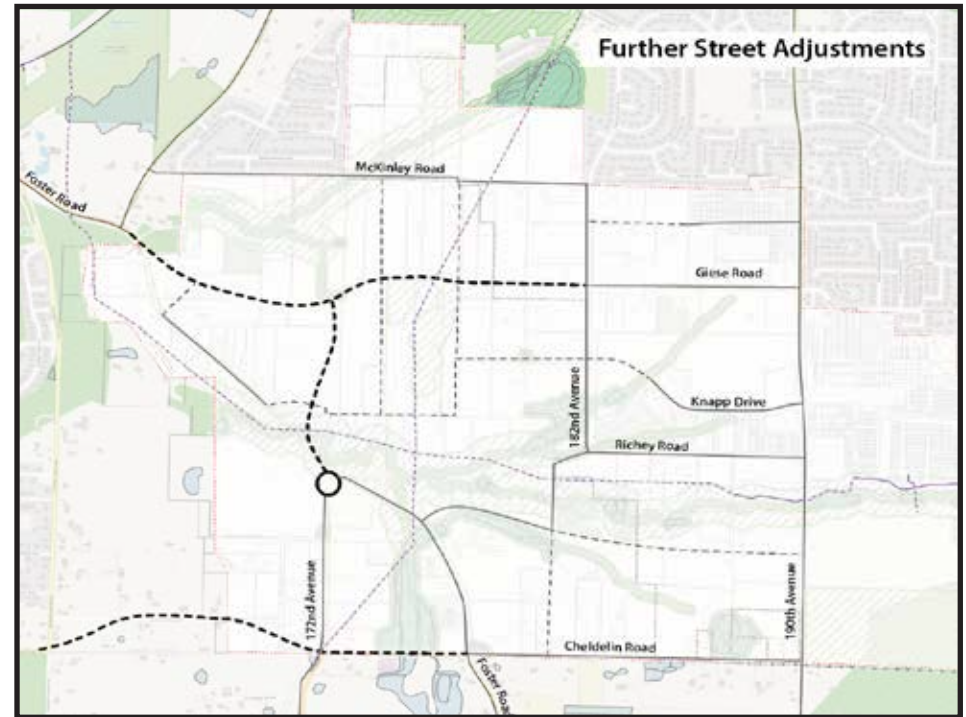 Further Street Adjustments
McKinley Road
Foster Road
Giese Road
182nd Avenue
Knapp Drive
Richey Road
172nd Avenue
190th Avenue
Cheldelin Road
Foster Road